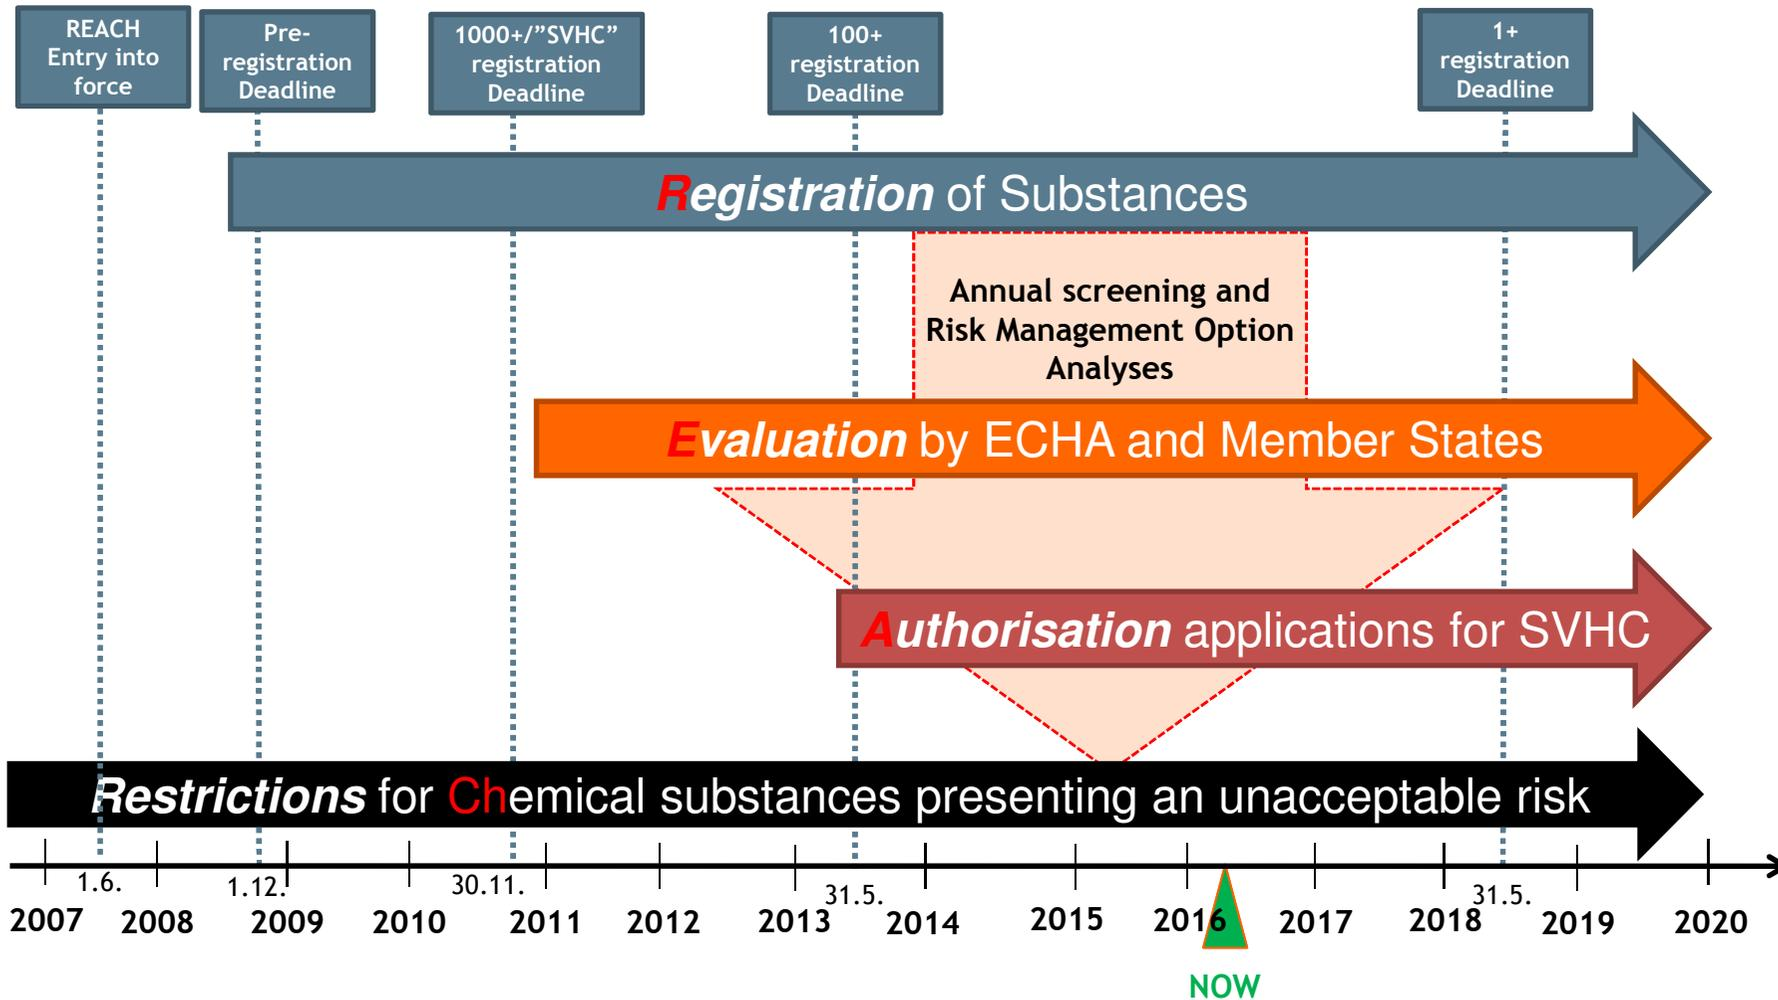 REACH
Entry into
force
Pre-
registration
Deadline
1000+/”SVHC”
registration
Deadline
100+
registration
Deadline
1+
registration
Deadline
Registration of Substances
Annual screening and
Risk Management Option
Analyses
Evaluation by ECHA and Member States
Authorisation applications for SVHC
Restrictions for Chemical substances presenting an unacceptable risk
1.6.
1.12.
30.11.
31.5.
31.5.
2007 2008 2009 2010 2011 2012 2013 2014 2015 2016 2017 2018 2019 2020
NOW